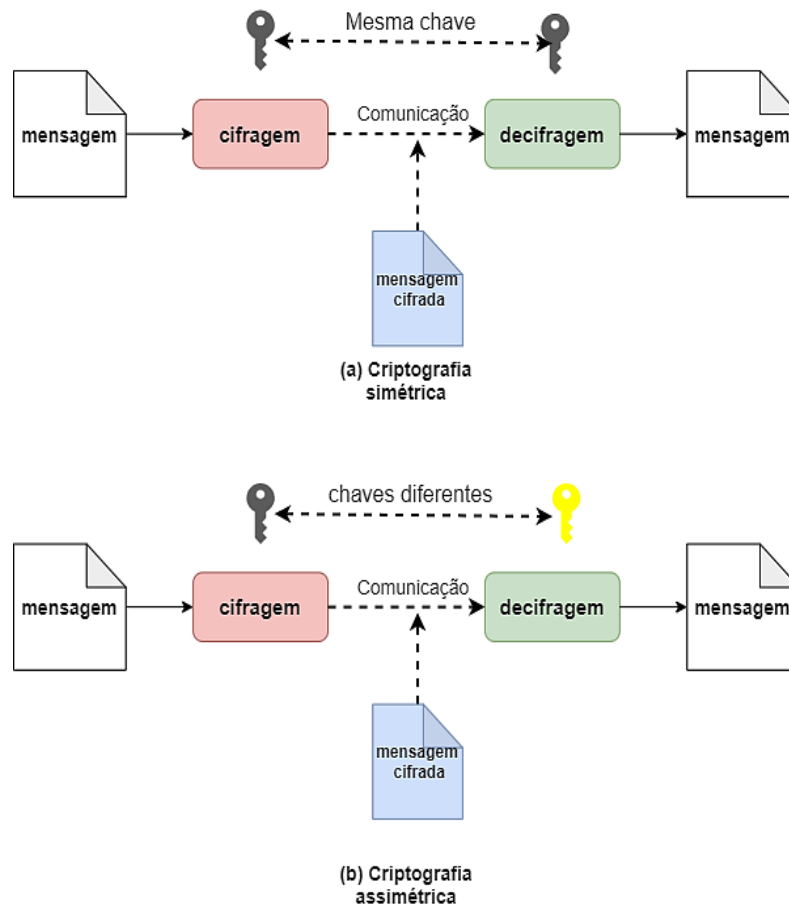 Mesma chave
Comunicação
mensagem
cifragem
decifragem
mensagem
mensagem
cifrada
(a) Criptografia
simétrica
chaves diferentes
Comunicação
mensagem
cifragem
decifragem
mensagem
mensagem
cifrada
(b) Criptografia
assimétrica